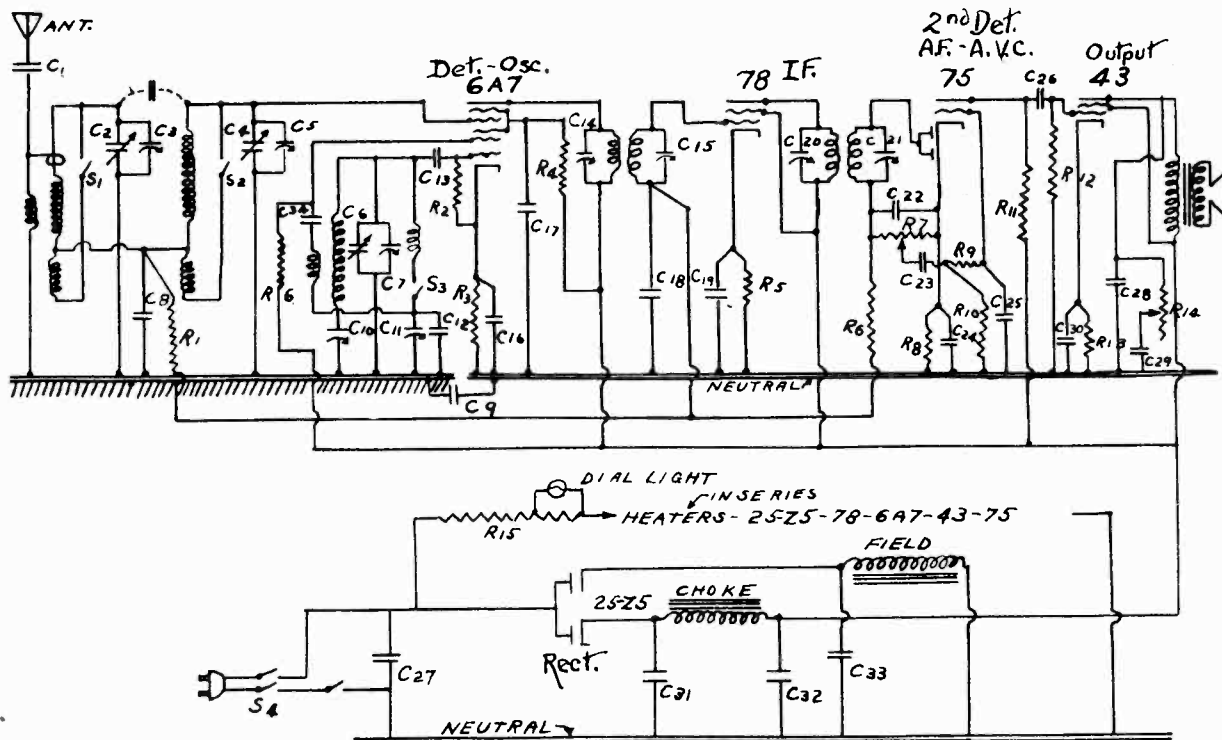 ANT.
C1
Det.-Osc.
6A7
78 I.F.
2nd Det.
A.F.-A.V.C.
75
Output
43
C26
C2
C3
C4
C5
S1
S2
C13
R2
C14
R4
C15
C20
C21
C17
C34
C6
C7
S3
R6
R3
C16
C10
C11
C12
C8
R1
C18
C19
R5
C22
R7
C23
R9
R6
R8
C24
R10
C25
R11
R12
C30
R13
C28
R14
C29
NEUTRAL
C9
DIAL LIGHT
IN SERIES
R15
HEATERS - 25-Z5-78-6A7-43-75
FIELD
25-Z5
CHOKE
Rect.
C27
C31
C32
C33
S4
NEUTRAL